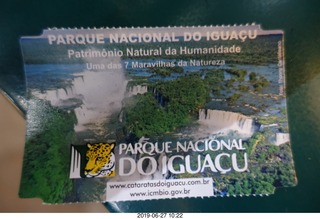 PARQUE NACIONAL DO IGUAÇU
Patrimônio Natural da Humanidade
Uma das 7 Maravilhas da Natureza
PARQUE NACIONAL
DO IGUAÇU
www.cataratasdoiguacu.com.br
www.icmbio.gov.br
2019-06-27 10:22